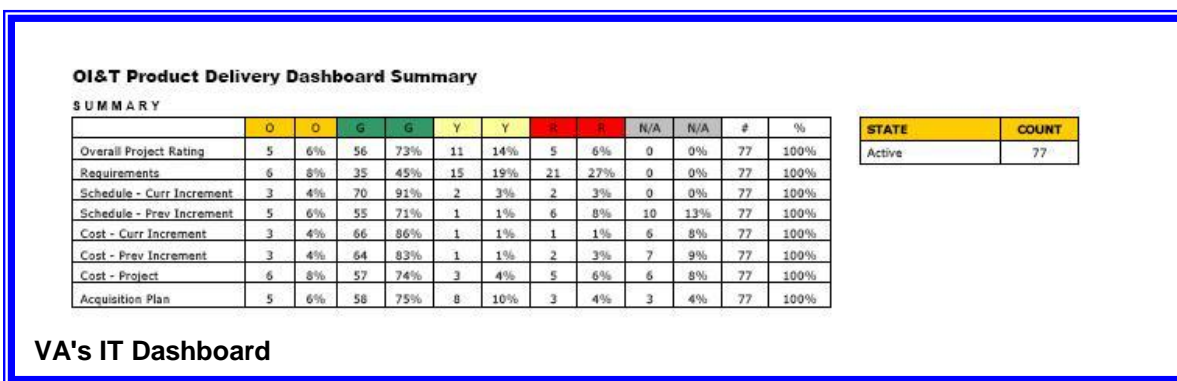 OI&T Product Delivery Dashboard Summary
SUMMARY
O O G G Y Y R R N/A N/A # %
Overall Project Rating 5 6% 56 73% 11 14% 5 6% 0 0% 77 100%
Requirements 6 8% 35 45% 15 19% 21 27% 0 0% 77 100%
Schedule - Curr Increment 3 4% 70 91% 2 3% 2 3% 0 0% 77 100%
Schedule - Prev Increment 5 6% 55 71% 1 1% 6 8% 10 13% 77 100%
Cost - Curr Increment 3 4% 66 86% 1 1% 1 1% 6 8% 77 100%
Cost - Prev Increment 3 4% 64 83% 1 1% 2 3% 7 9% 77 100%
Cost - Project 6 8% 57 74% 3 4% 5 6% 6 8% 77 100%
Acquisition Plan 5 6% 58 75% 8 10% 3 4% 3 4% 77 100%
STATE COUNT
Active 77
VA's IT Dashboard